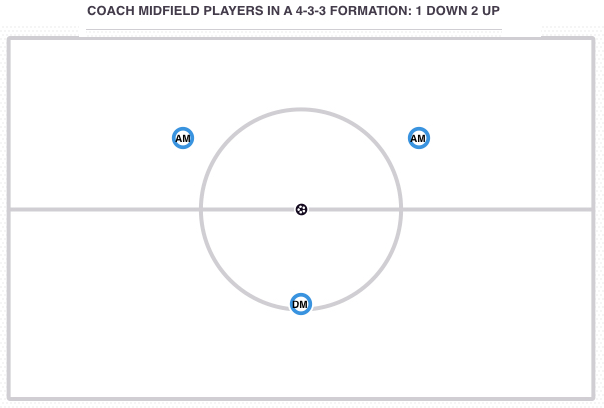 COACH MIDFIELD PLAYERS IN A 4-3-3 FORMATION: 1 DOWN 2 UP
AM AM
DM